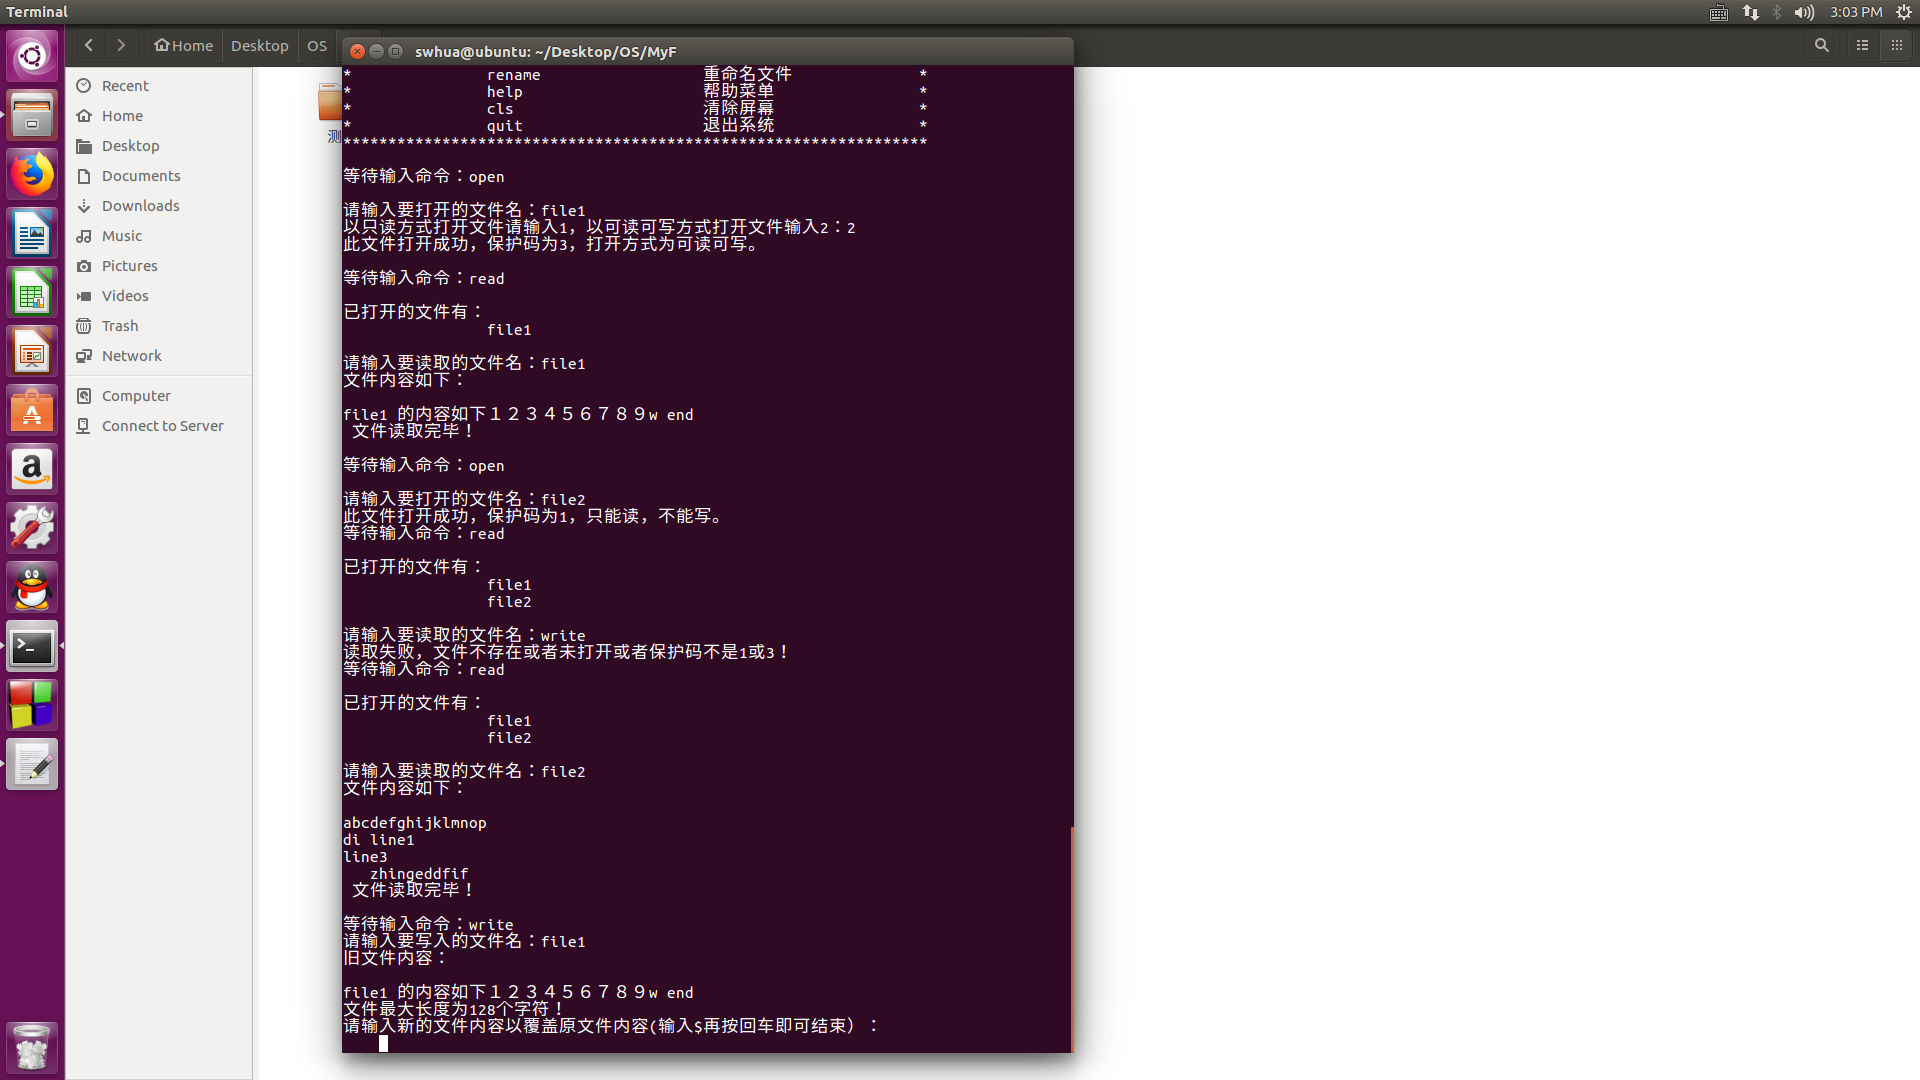 Terminal
3:03 PM
Home
Desktop
OS
swhua@ubuntu: ~/Desktop/OS/MyF
Recent
Home
Desktop
Documents
Downloads
Music
Pictures
Videos
Trash
Network
Computer
Connect to Server
测
* rename 重命名文件 *
* help 帮助菜单 *
* cls 清除屏幕 *
* quit 退出系统 *
*****************************************************************
等待输入命令：open
请输入要打开的文件名：file1
以只读方式打开文件请输入1，以可读可写方式打开文件输入2：2
此文件打开成功，保护码为3，打开方式为可读可写。
等待输入命令：read
已打开的文件有：
file1
请输入要读取的文件名：file1
文件内容如下：
file1 的内容如下１２３４５６７８９w end
文件读取完毕！
等待输入命令：open
请输入要打开的文件名：file2
此文件打开成功，保护码为1，只能读，不能写。
等待输入命令：read
已打开的文件有：
file1
file2
请输入要读取的文件名：write
读取失败，文件不存在或者未打开或者保护码不是1或3！
等待输入命令：read
已打开的文件有：
file1
file2
请输入要读取的文件名：file2
文件内容如下：
abcdefghijklmnop
di line1
line3
zhingeddfif
文件读取完毕！
等待输入命令：write
请输入要写入的文件名：file1
旧文件内容：
file1 的内容如下１２３４５６７８９w end
文件最大长度为128个字符！
请输入新的文件内容以覆盖原文件内容(输入$再按回车即可结束）：